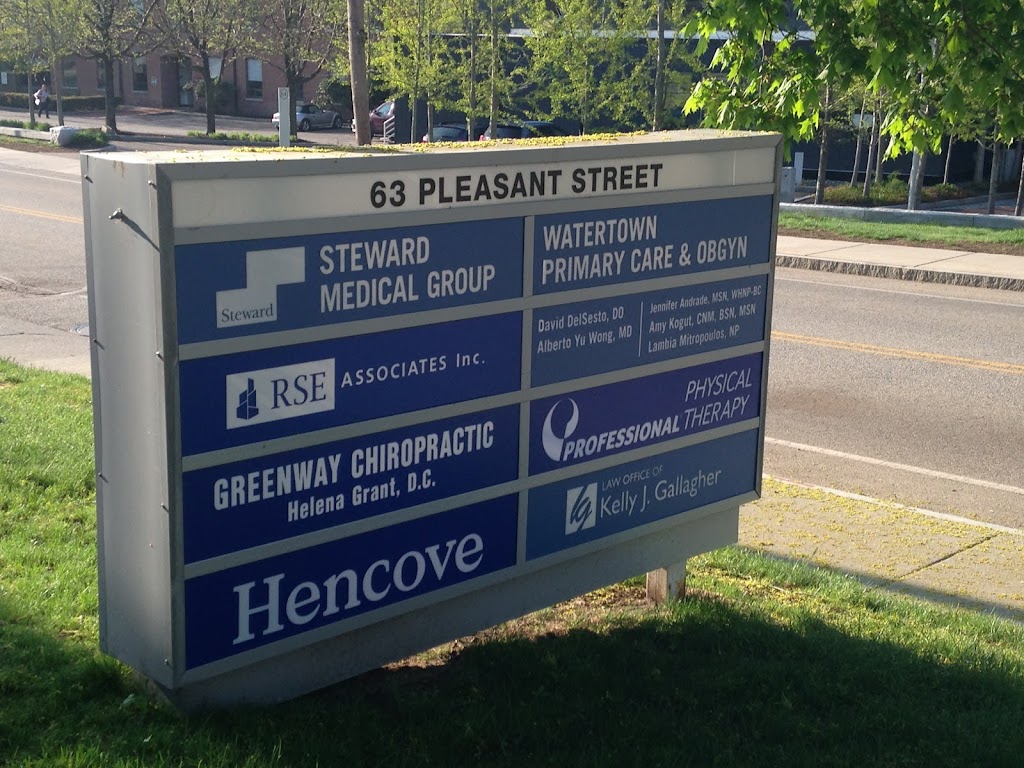 63 PLEASANT STREET
Steward
STEWARD
MEDICAL GROUP
WATERTOWN
PRIMARY CARE & OBGYN
David DelSesto, DO
Alberto Yu Wong, MD
Jennifer Andrade, MSN, WHNP-BC
Amy Kogut, CNM, BSN, MSN
Lambia Mitropoulos, NP
RSE ASSOCIATES Inc.
PHYSICAL
PROFESSIONAL THERAPY
GREENWAY CHIROPRACTIC
Helena Grant, D.C.
lg
LAW OFFICE OF
Kelly J. Gallagher
Hencove